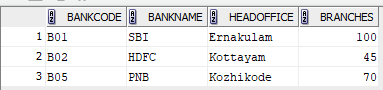 BANKCODE BANKNAME HEADOFFICE BRANCHES
1 B01 SBI Ernakulam 100
2 B02 HDFC Kottayam 45
3 B05 PNB Kozhikode 70